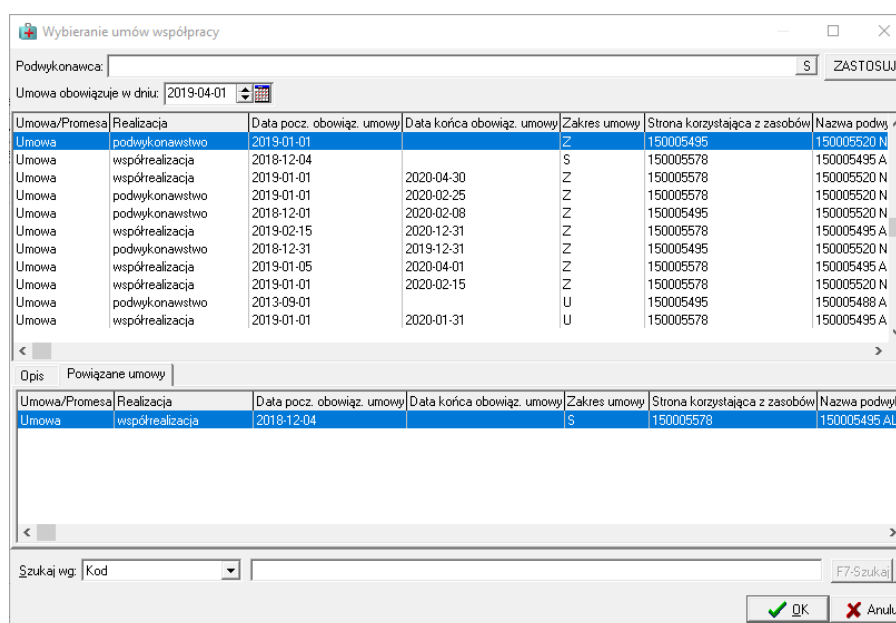 Wybieranie umów współpracy
Podwykonawca: S ZASTOSUJ
Umowa obowiązuje w dniu: 2019-04-01
Umowa/Promesa Realizacja Data pocz. obowiąz. umowy Data końca obowiąz. umowy Zakres umowy Strona korzystająca z zasobów Nazwa podwy
Umowa podwykonawstwo 2019-01-01 Z 150005495 150005520 N
Umowa współrealizacja 2018-12-04 S 150005578 150005495 A
Umowa współrealizacja 2019-01-01 2020-04-30 Z 150005578 150005520 N
Umowa podwykonawstwo 2019-01-01 2020-02-25 Z 150005578 150005520 N
Umowa podwykonawstwo 2018-12-01 2020-02-08 Z 150005495 150005520 N
Umowa współrealizacja 2019-02-15 2020-12-31 Z 150005578 150005495 A
Umowa podwykonawstwo 2018-12-31 2019-12-31 Z 150005495 150005520 N
Umowa współrealizacja 2019-01-05 2020-04-01 Z 150005578 150005495 A
Umowa współrealizacja 2019-01-01 2020-02-15 Z 150005578 150005520 N
Umowa podwykonawstwo 2013-09-01 U 150005495 150005488 A
Umowa współrealizacja 2019-01-01 2020-01-31 U 150005578 150005495 A
Opis Powiązane umowy
Umowa/Promesa Realizacja Data pocz. obowiąz. umowy Data końca obowiąz. umowy Zakres umowy Strona korzystająca z zasobów Nazwa podwyk
Umowa współrealizacja 2018-12-04 S 150005578 150005495 AL
Szukaj wg: Kod F7-Szukaj
OK Anulu